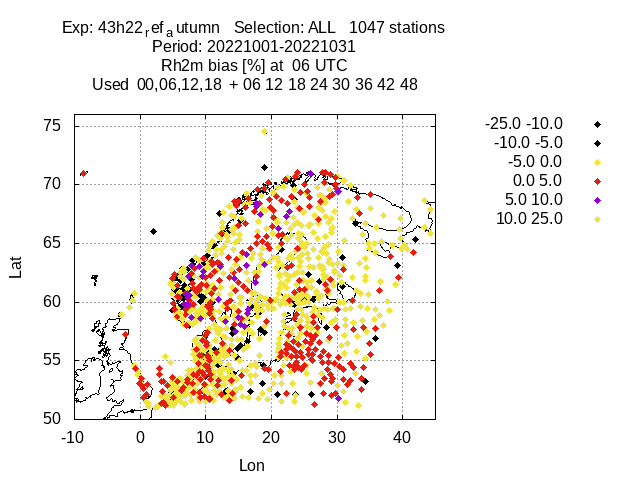 Exp: 43h22ref autumn   Selection: ALL   1047 stations
Period: 20221001-20221031
Rh2m bias [%] at  06 UTC
Used  00,06,12,18  + 06 12 18 24 30 36 42 48
-25.0 -10.0
-10.0 -5.0
-5.0 0.0
0.0 5.0
5.0 10.0
10.0 25.0
75
70
65
60
55
50
Lat
-10 0 10 20 30 40
Lon